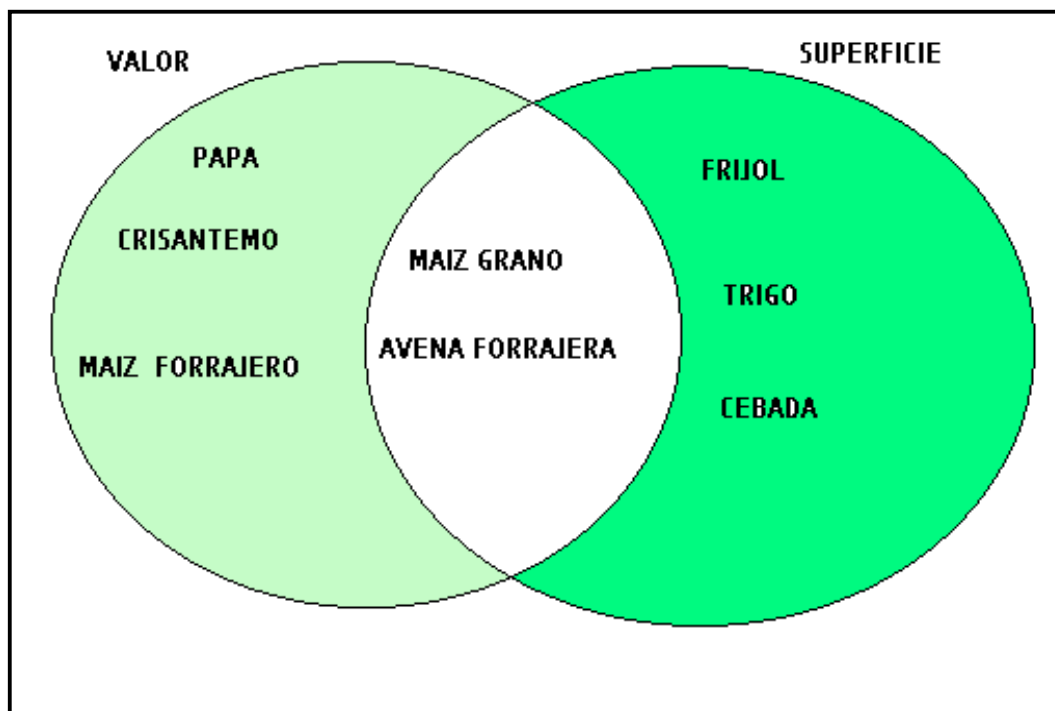 VALOR
SUPERFICIE
PAPA
FRIJOL
CRISANTEMO
MAIZ GRANO
TRIGO
AVENA FORRAJERA
MAIZ FORRAJERO
CEBADA